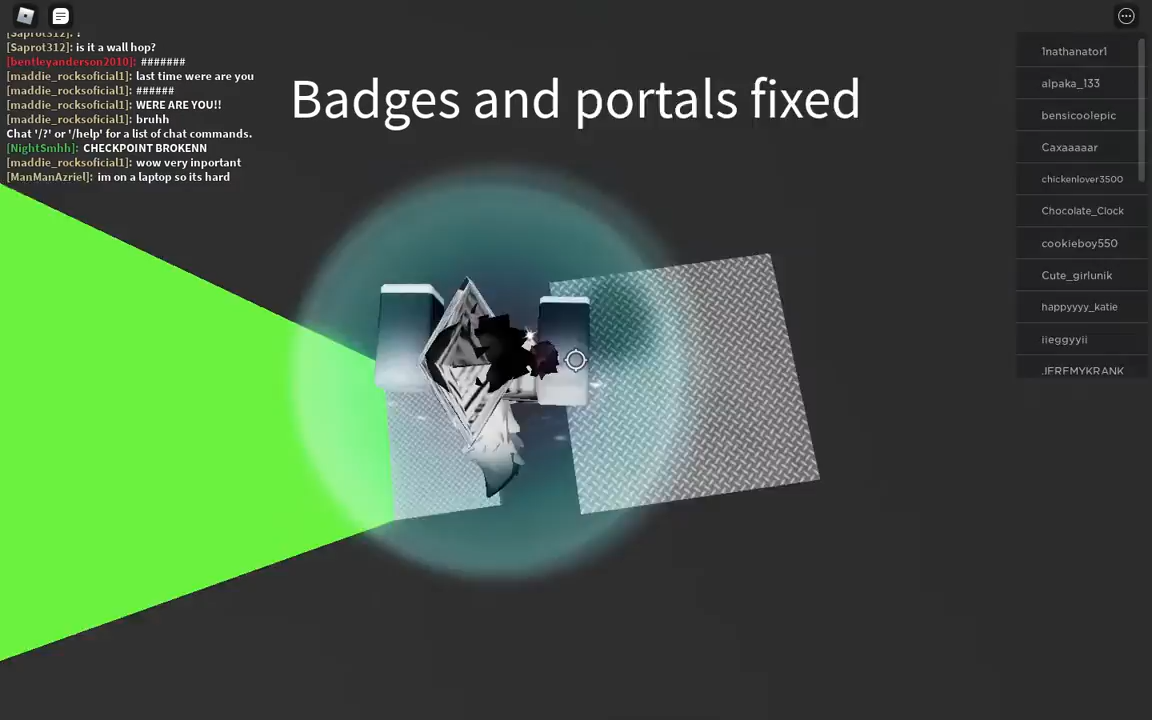 [Saprot312]: !
[Saprot312]: is it a wall hop?
[bentleyanderson2010]: #######
[maddie_rocksoficial1]: last time were are you
[maddie_rocksoficial1]: ######
[maddie_rocksoficial1]: WERE ARE YOU!!
[maddie_rocksoficial1]: bruhh
Chat '/?' or '/help' for a list of chat commands.
[NightSmhh]: CHECKPOINT BROKENN
[maddie_rocksoficial1]: wow very inportant
[ManManAzriel]: im on a laptop so its hard
Badges and portals fixed
1nathanator1
alpaka_133
bensicoolepic
Caxaaaaar
chickenlover3500
Chocolate_Clock
cookieboy550
Cute_girlunik
happyyyy_katie
iieggyyii
JEREMYKRANK